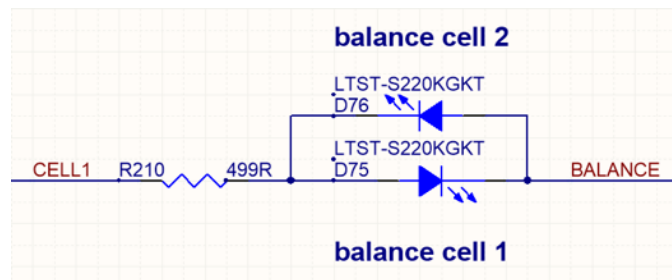 balance cell 2
LTST-S220KGKT
D76
LTST-S220KGKT
CELL1 R210 499R D75 BALANCE
balance cell 1